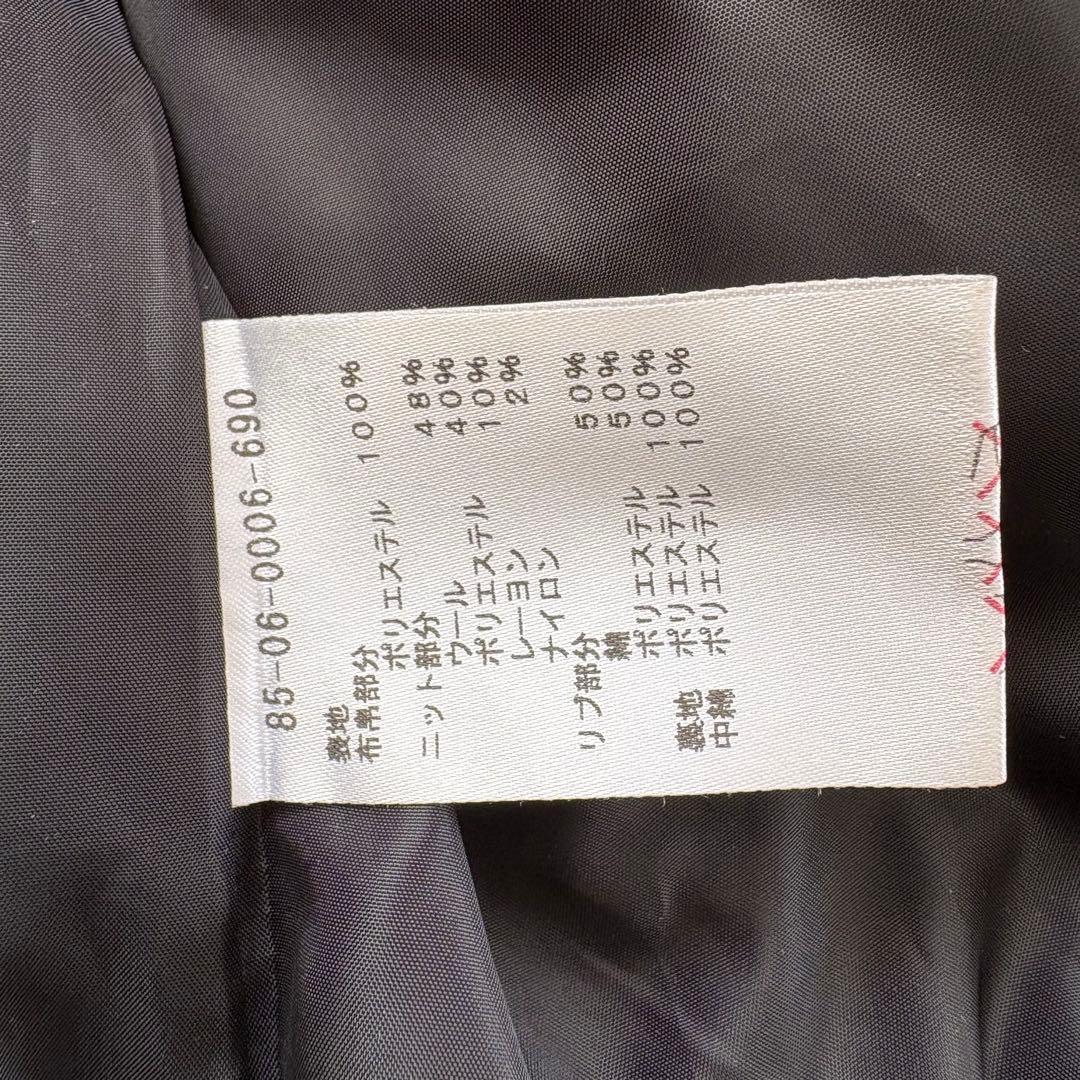 85-06-0006-690
表地
布帛部分
ポリエステル 100%
ニット部分
ウール 48%
ポリエステル 40%
レーヨン 10%
ナイロン 2%
リブ部分
綿 50%
ポリエステル 50%
裏地 ポリエステル 100%
中綿 ポリエステル 100%